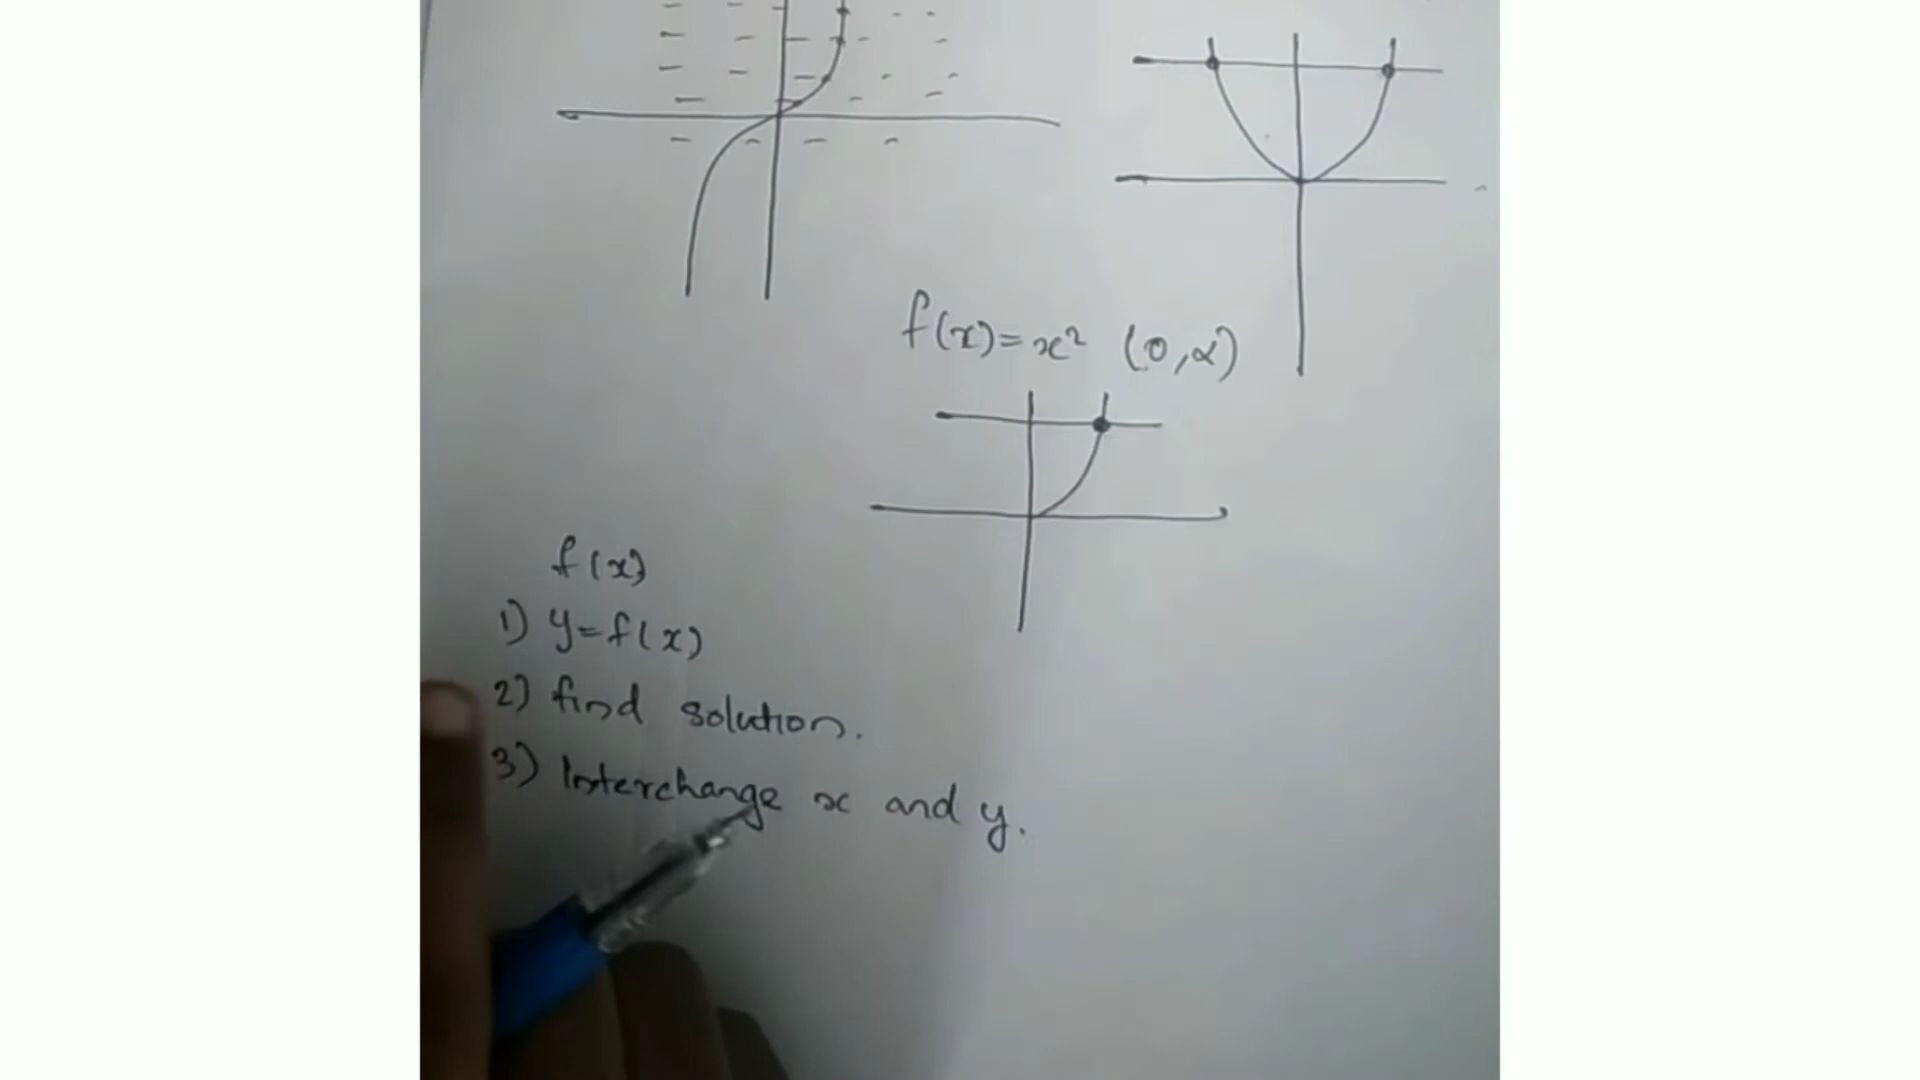 f(x)=x² (0,∝)
f(x)
1) y=f(x)
2) find solution.
3) Interchange x and y.